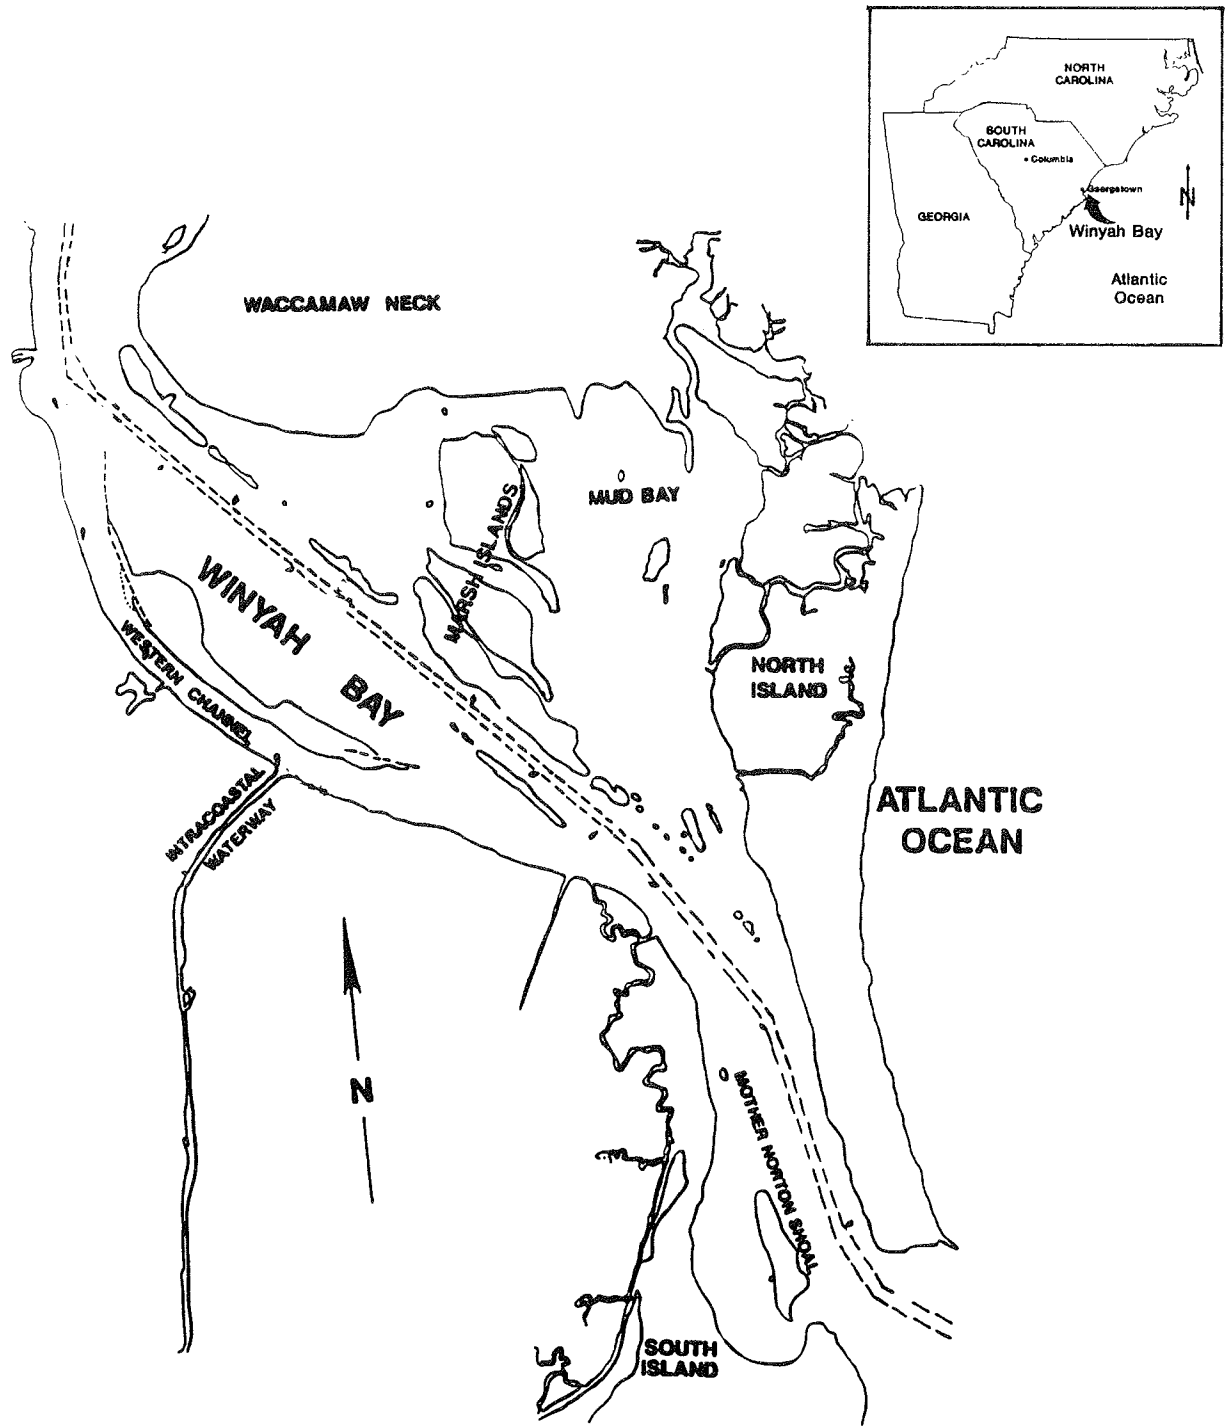 NORTH
CAROLINA
SOUTH
CAROLINA
Columbia
Georgetown
GEORGIA
N
Winyah Bay
Atlantic
Ocean
WACCAMAW NECK
MUD BAY
MARSH ISLANDS
WINYAH BAY
WESTERN CHANNEL
NORTH
ISLAND
INTRACOASTAL
WATERWAY
ATLANTIC
OCEAN
N
MOTHER NORTON SHOAL
SOUTH
ISLAND